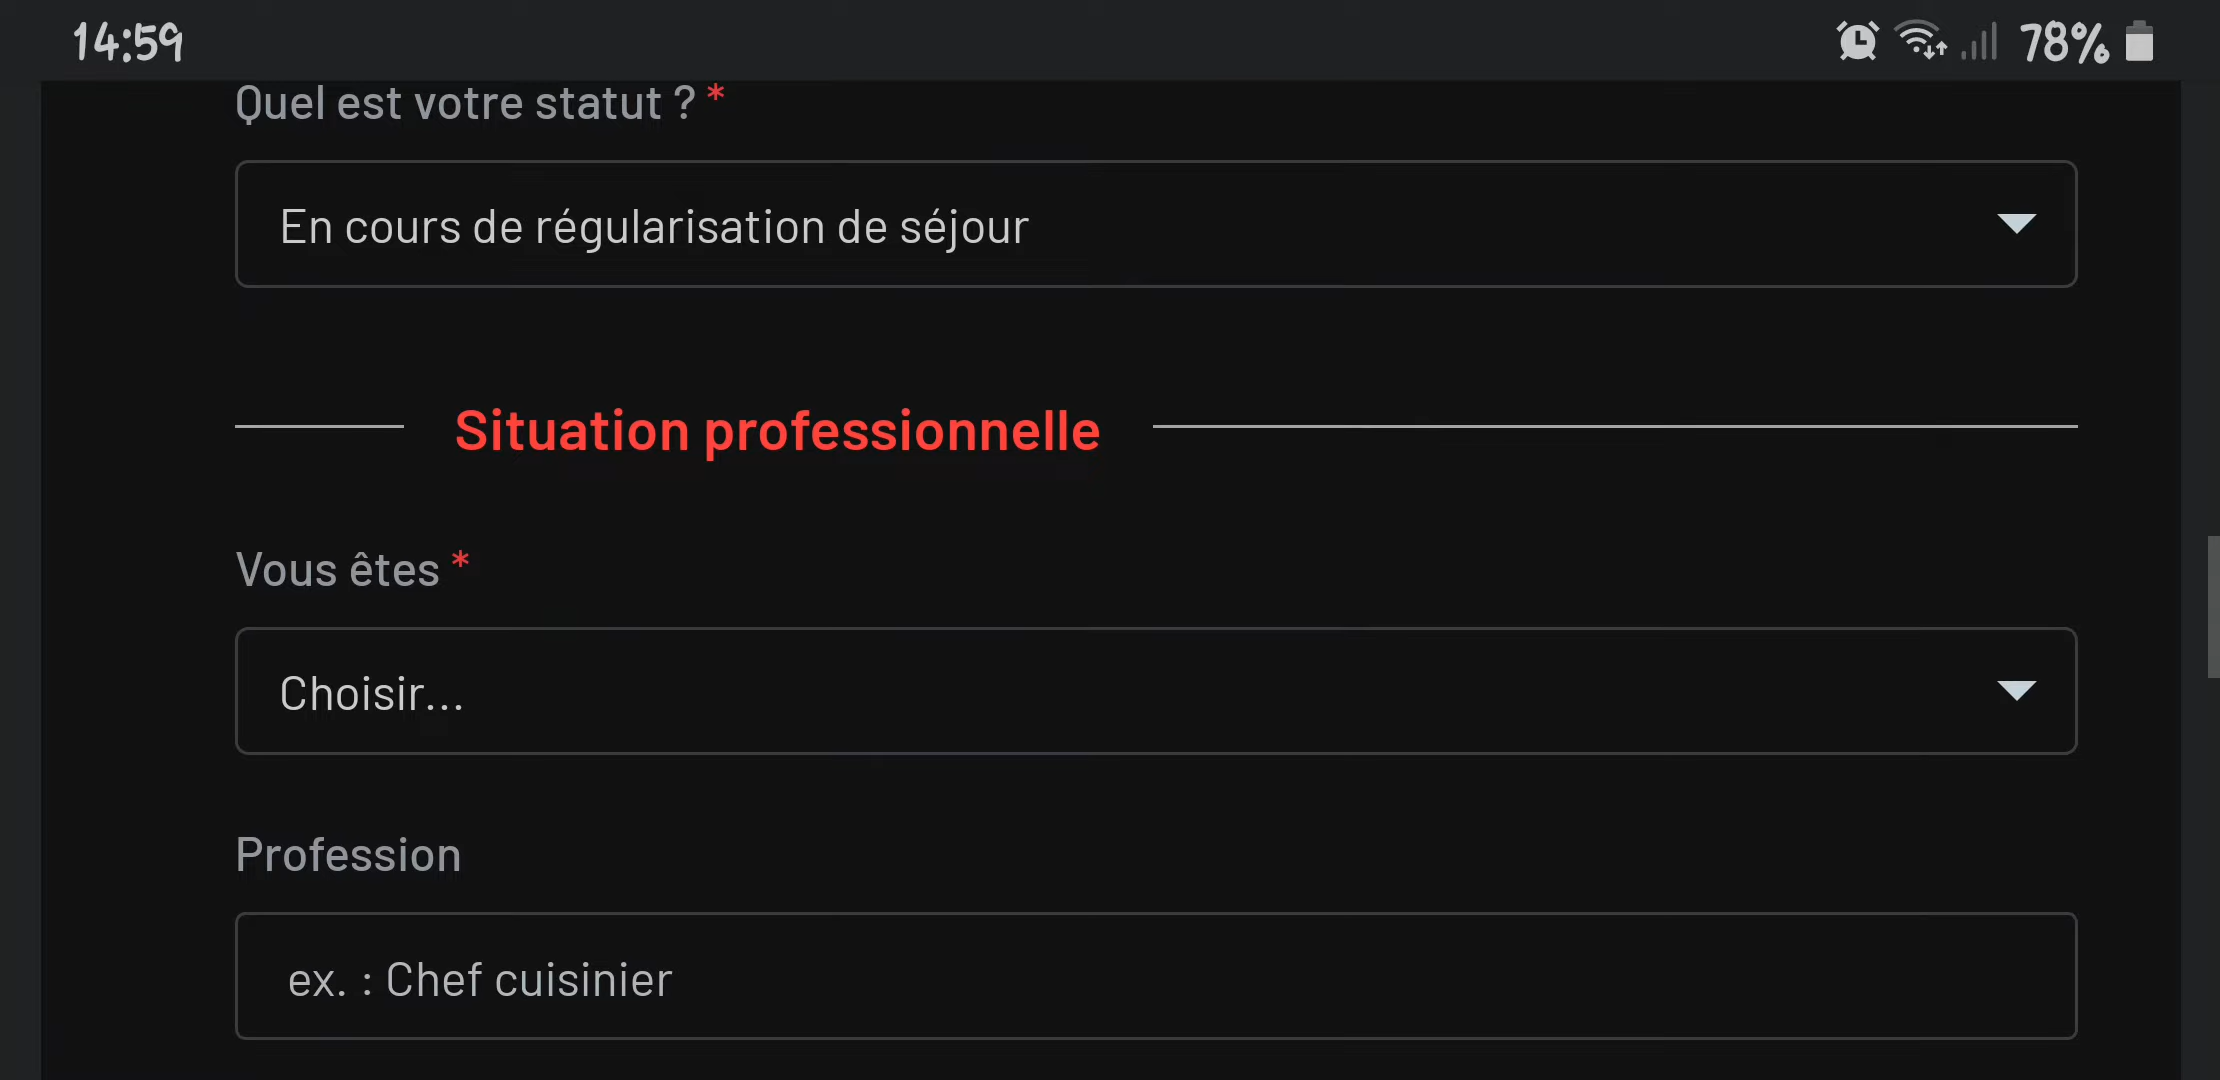 14:59
78%
Quel est votre statut ? *
En cours de régularisation de séjour
Situation professionnelle
Vous êtes *
Choisir...
Profession
ex. : Chef cuisinier